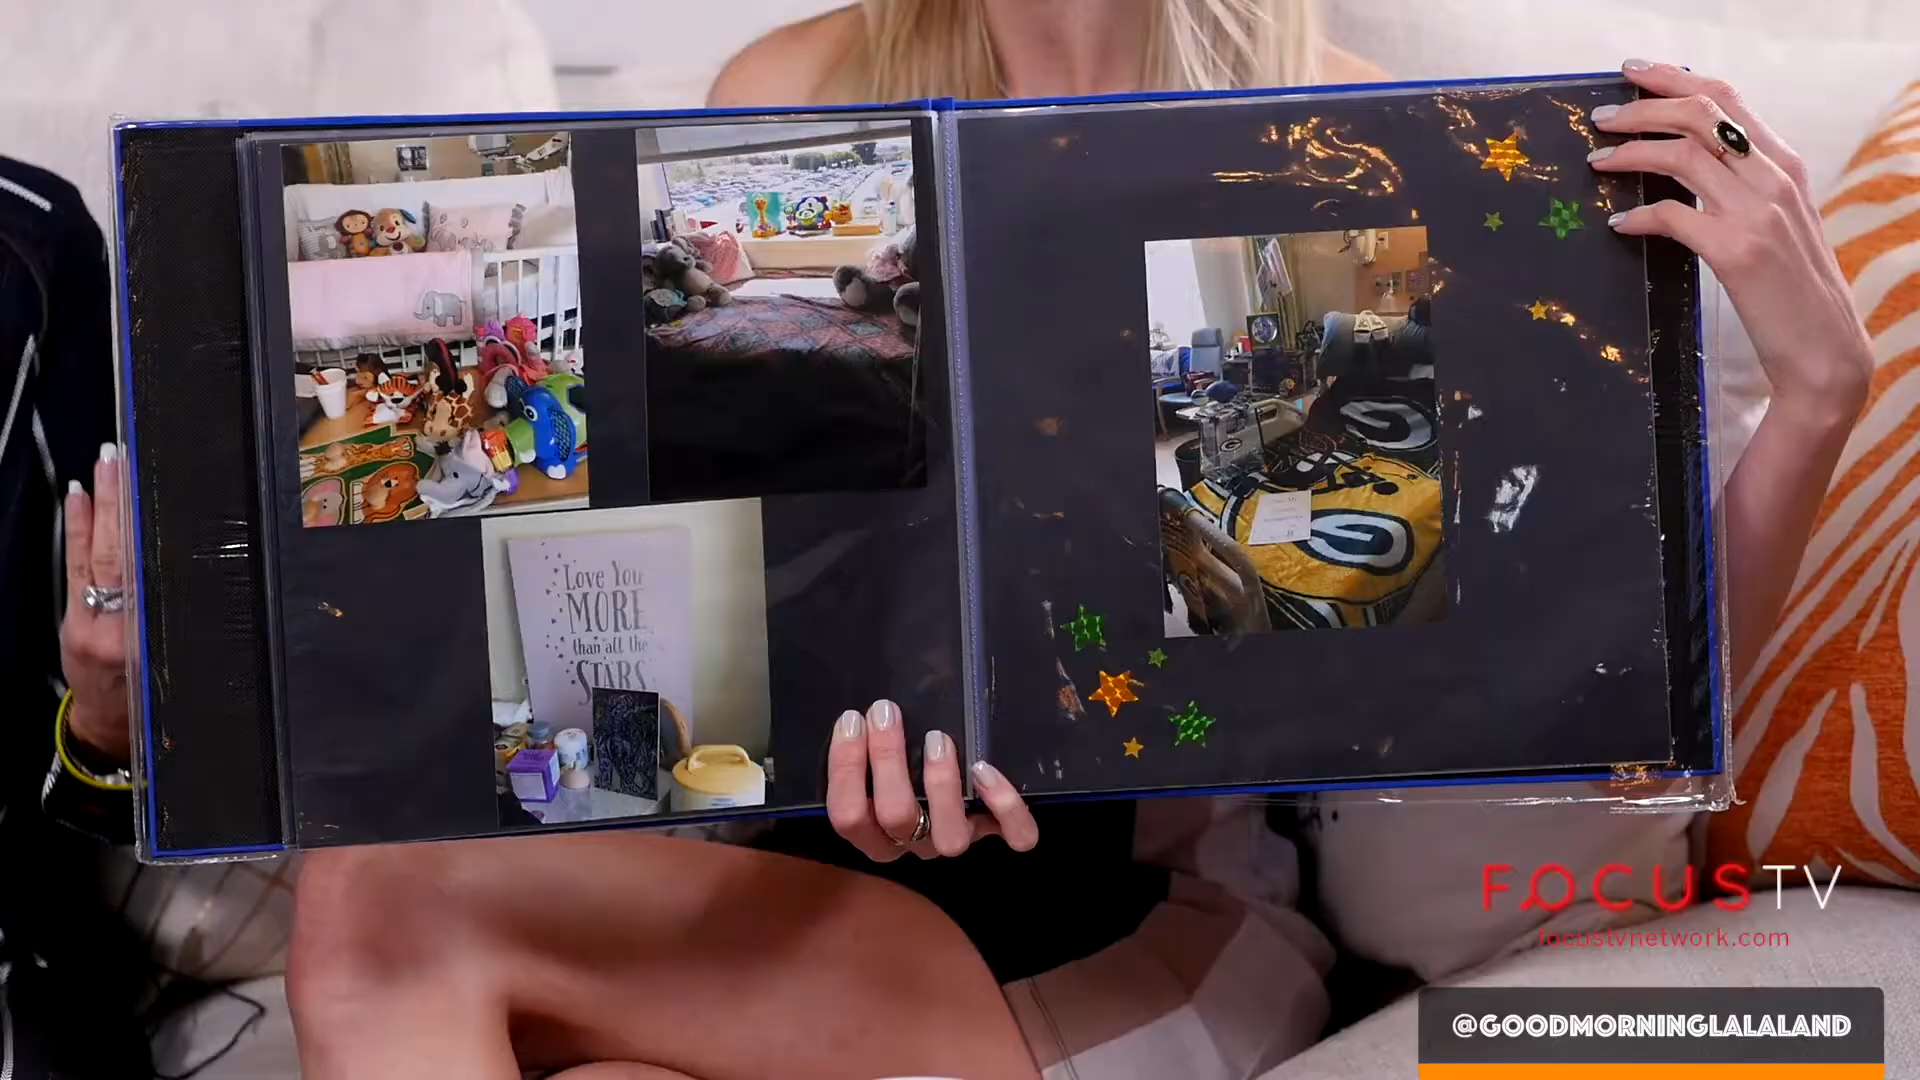 Love You
MORE
than all the
STARS
G
G
FOCUSTV
focustvnetwork.com
@GOODMORNINGLALALAND